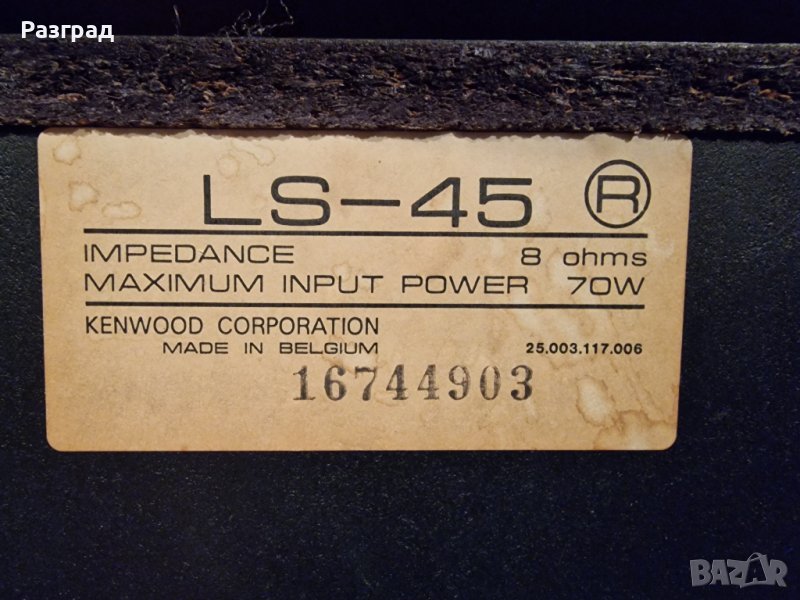 Разград
LS-45 R
IMPEDANCE 8 ohms
MAXIMUM INPUT POWER 70W
KENWOOD CORPORATION
MADE IN BELGIUM 25.003.117.006
16744903
BAZAR